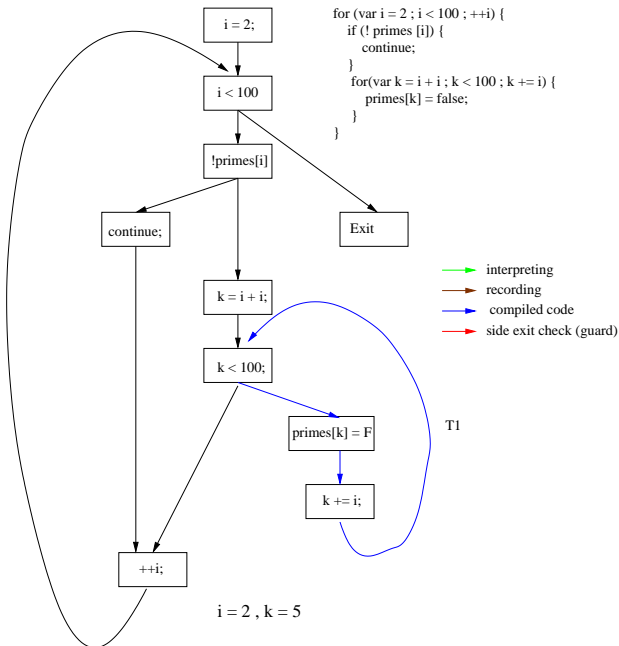 i = 2;
for (var i = 2 ; i < 100 ; ++i) {
if (! primes [i]) {
continue;
}
for(var k = i + i ; k < 100 ; k += i) {
primes[k] = false;
}
}
i < 100
!primes[i]
continue;
Exit
interpreting
recording
compiled code
side exit check (guard)
k = i + i;
k < 100;
primes[k] = F
T1
k += i;
++i;
i = 2 , k = 5